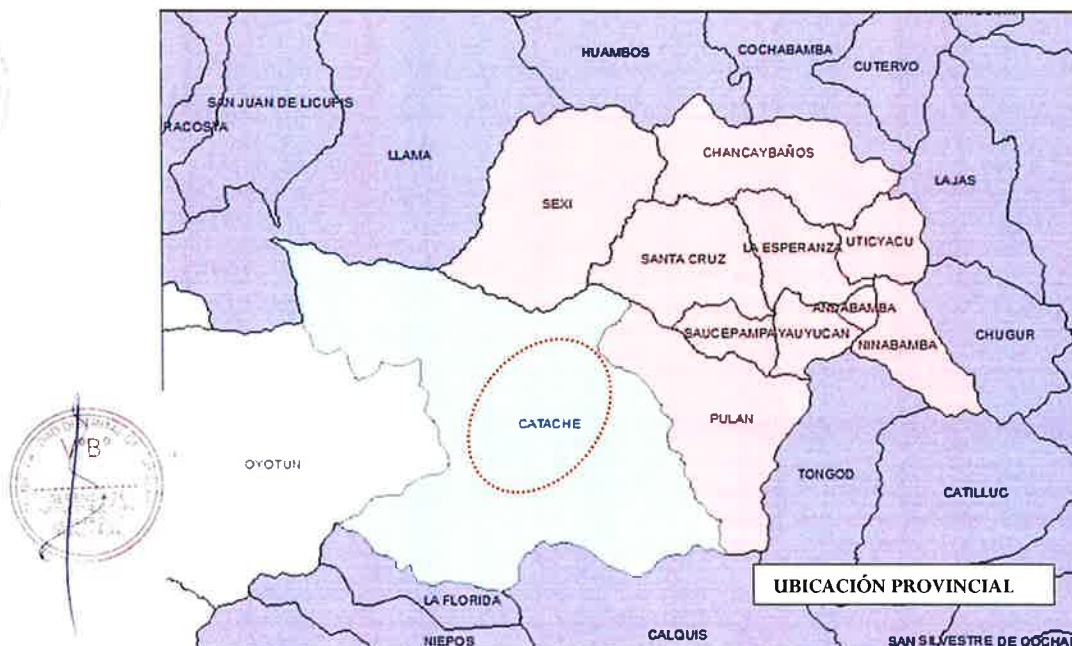 HUAMBOS
COCHABAMBA
CUTERVO
SAN JUAN DE LICUPIS
RACOSTA
LLAMA
CHANCAYBAÑOS
LAJAS
SEXI
SANTA CRUZ
LA ESPERANZA
UTICYACU
ANDABAMBA
SAUCEPAMPA
YAUYUCAN
NINABAMBA
CHUGUR
CATACHE
PULAN
V°B°
OYOTUN
TONGOD
CATILLUC
UBICACIÓN PROVINCIAL
LA FLORIDA
NIEPOS
CALQUIS
SAN SILVESTRE DE COCHAN